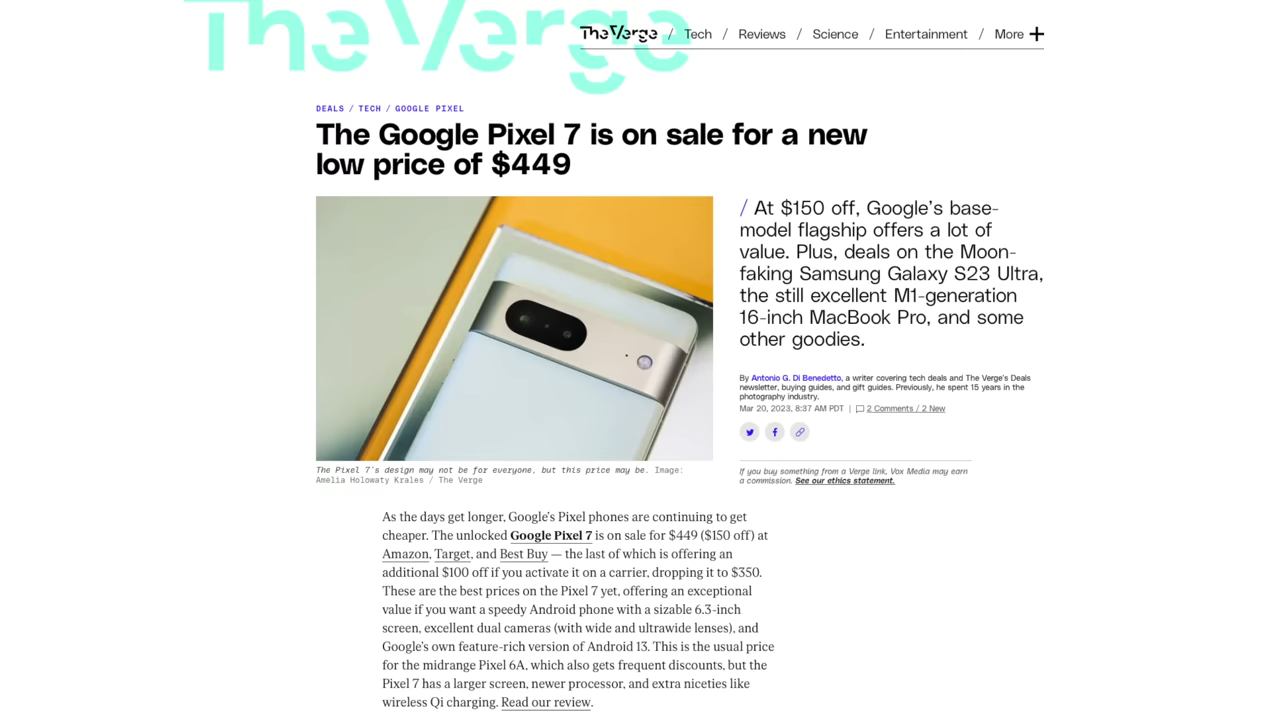 The Verge
The Verge / Tech / Reviews / Science / Entertainment / More +
DEALS / TECH / GOOGLE PIXEL
The Google Pixel 7 is on sale for a new
low price of $449
/ At $150 off, Google’s base-
model flagship offers a lot of
value. Plus, deals on the Moon-
faking Samsung Galaxy S23 Ultra,
the still excellent M1-generation
16-inch MacBook Pro, and some
other goodies.
By Antonio G. Di Benedetto, a writer covering tech deals and The Verge’s Deals
newsletter, buying guides, and gift guides. Previously, he spent 15 years in the
photography industry.
Mar 20, 2023, 8:37 AM PDT | 2 Comments / 2 New
The Pixel 7’s design may not be for everyone, but this price may be. Image:
Amelia Holowaty Krales / The Verge
If you buy something from a Verge link, Vox Media may earn
a commission. See our ethics statement.
As the days get longer, Google’s Pixel phones are continuing to get
cheaper. The unlocked Google Pixel 7 is on sale for $449 ($150 off) at
Amazon, Target, and Best Buy — the last of which is offering an
additional $100 off if you activate it on a carrier, dropping it to $350.
These are the best prices on the Pixel 7 yet, offering an exceptional
value if you want a speedy Android phone with a sizable 6.3-inch
screen, excellent dual cameras (with wide and ultrawide lenses), and
Google’s own feature-rich version of Android 13. This is the usual price
for the midrange Pixel 6A, which also gets frequent discounts, but the
Pixel 7 has a larger screen, newer processor, and extra niceties like
wireless Qi charging. Read our review.